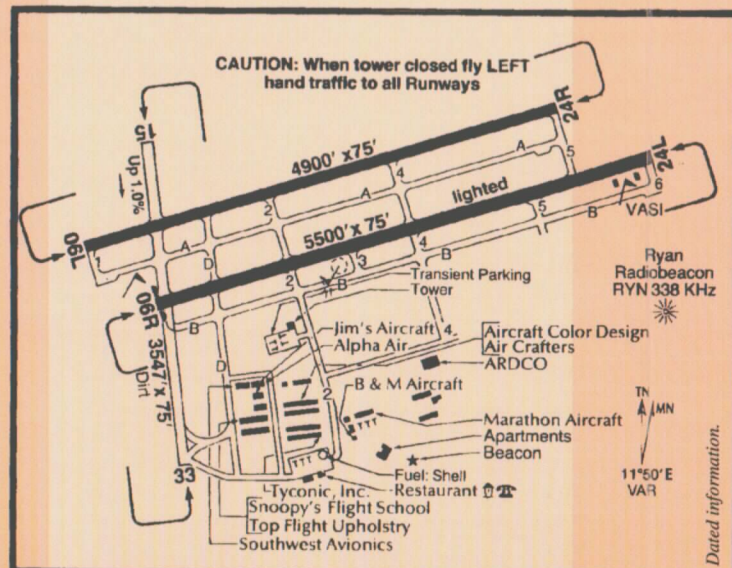 CAUTION: When tower closed fly LEFT
hand traffic to all Runways
15
Up 1.0%
24R
4900' x75'
A
4
5
24L
lighted
2
A
6
VASI
5500' x 75'
5
B
06L
1
A
D
4
B
3
2
B
Transient Parking
Tower
Ryan
Radiobeacon
RYN 338 KHz
06R
B
3547' x 75'
Dirt
D
Jim's Aircraft
Alpha Air
4
Aircraft Color Design
Air Crafters
ARDCO
2
B & M Aircraft
Marathon Aircraft
Apartments
Beacon
TN
MN
11°50' E
VAR
33
TTT
TTT
TTT
Fuel: Shell
Tyconic, Inc.
Restaurant
Snoopy's Flight School
Top Flight Upholstry
Southwest Avionics
Dated information.